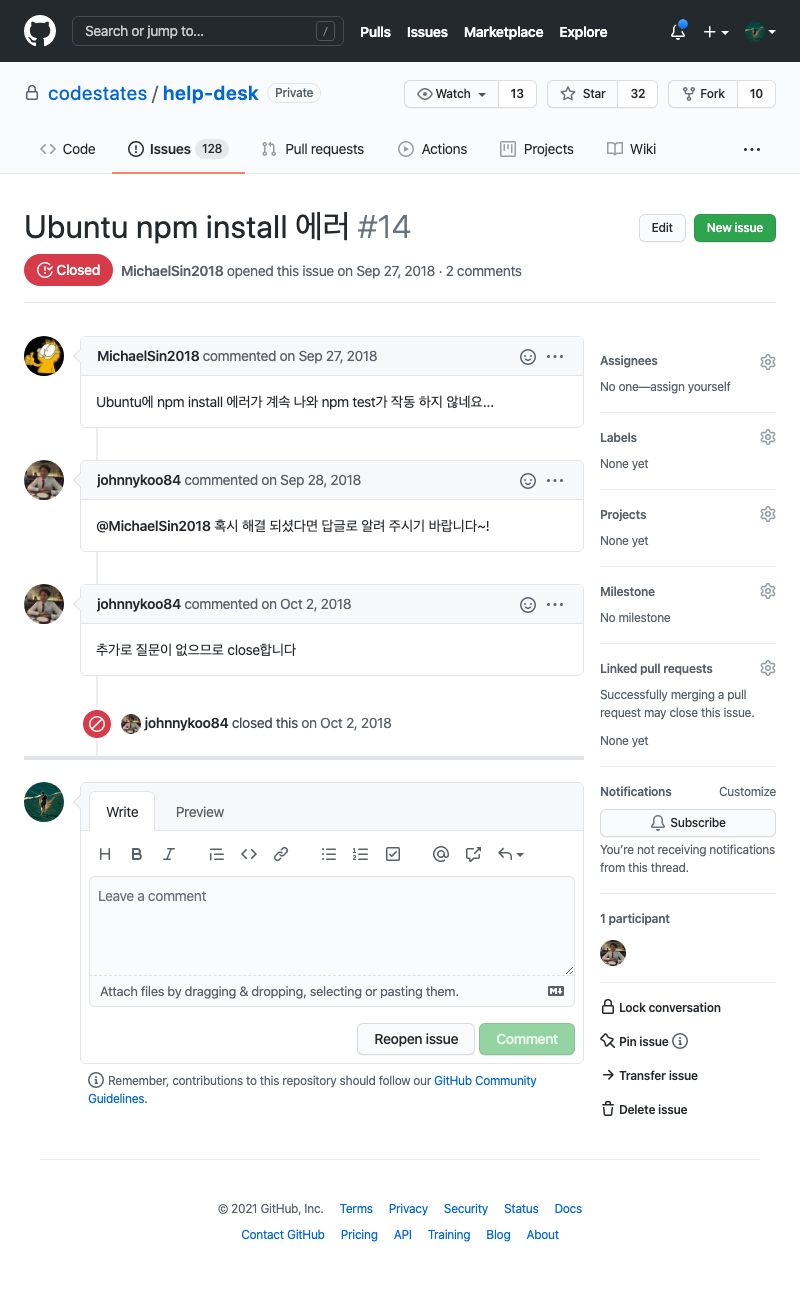 Search or jump to... /
Pulls Issues Marketplace Explore
codestates / help-desk Private
Watch 13 Star 32 Fork 10
Code Issues 128 Pull requests Actions Projects Wiki ...
Ubuntu npm install 에러 #14
Edit New issue
Closed MichaelSin2018 opened this issue on Sep 27, 2018 · 2 comments
MichaelSin2018 commented on Sep 27, 2018
Ubuntu에 npm install 에러가 계속 나와 npm test가 작동 하지 않네요...
johnnykoo84 commented on Sep 28, 2018
@MichaelSin2018 혹시 해결 되셨다면 답글로 알려 주시기 바랍니다~!
johnnykoo84 commented on Oct 2, 2018
추가로 질문이 없으므로 close합니다
johnnykoo84 closed this on Oct 2, 2018
Write Preview
H B I
Leave a comment
Attach files by dragging & dropping, selecting or pasting them.
Reopen issue Comment
Remember, contributions to this repository should follow our GitHub Community
Guidelines.
Assignees
No one—assign yourself
Labels
None yet
Projects
None yet
Milestone
No milestone
Linked pull requests
Successfully merging a pull
request may close this issue.
None yet
Notifications Customize
Subscribe
You're not receiving notifications
from this thread.
1 participant
Lock conversation
Pin issue
Transfer issue
Delete issue
© 2021 GitHub, Inc. Terms Privacy Security Status Docs
Contact GitHub Pricing API Training Blog About